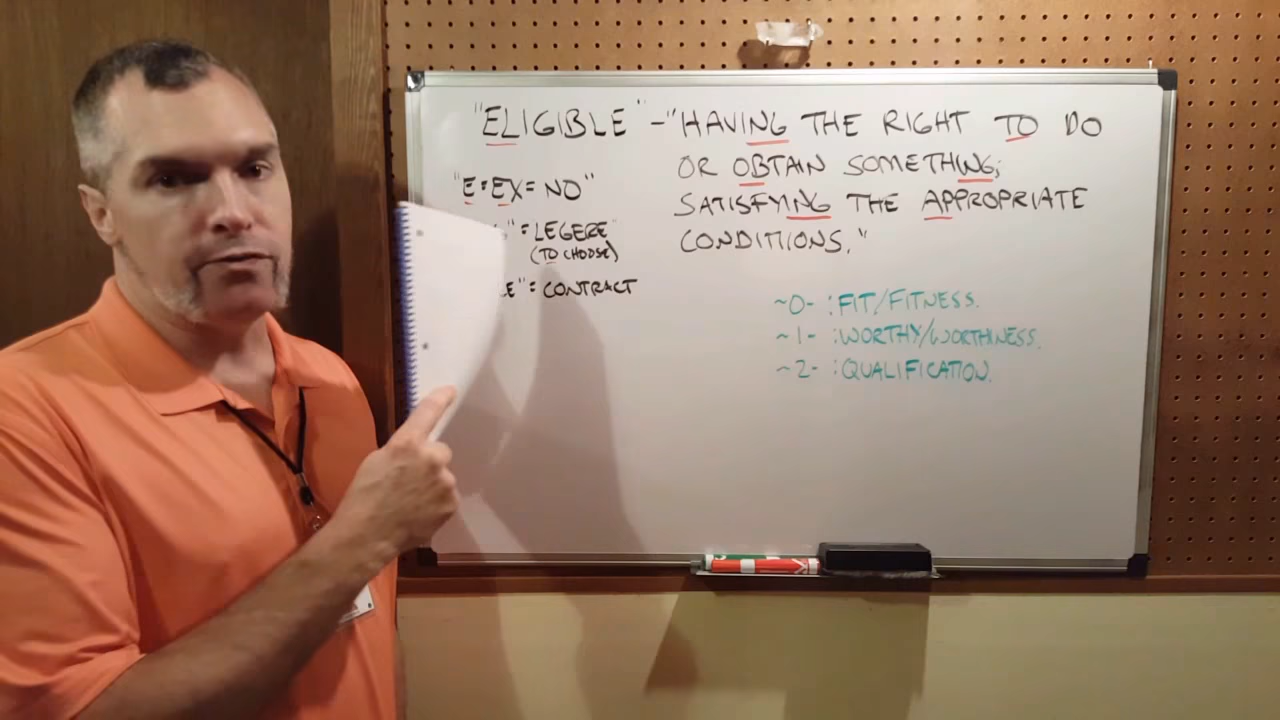 "ELIGIBLE" - "HAVING THE RIGHT TO DO
OR OBTAIN SOMETHING;
SATISFYING THE APPROPRIATE
CONDITIONS."
"E = EX = NO"
" = LEGERE"
(TO CHOOSE)
LE" = CONTRACT
~0- : FIT/FITNESS.
~1- : WORTHY/WORTHINESS.
~2- : QUALIFICATION.